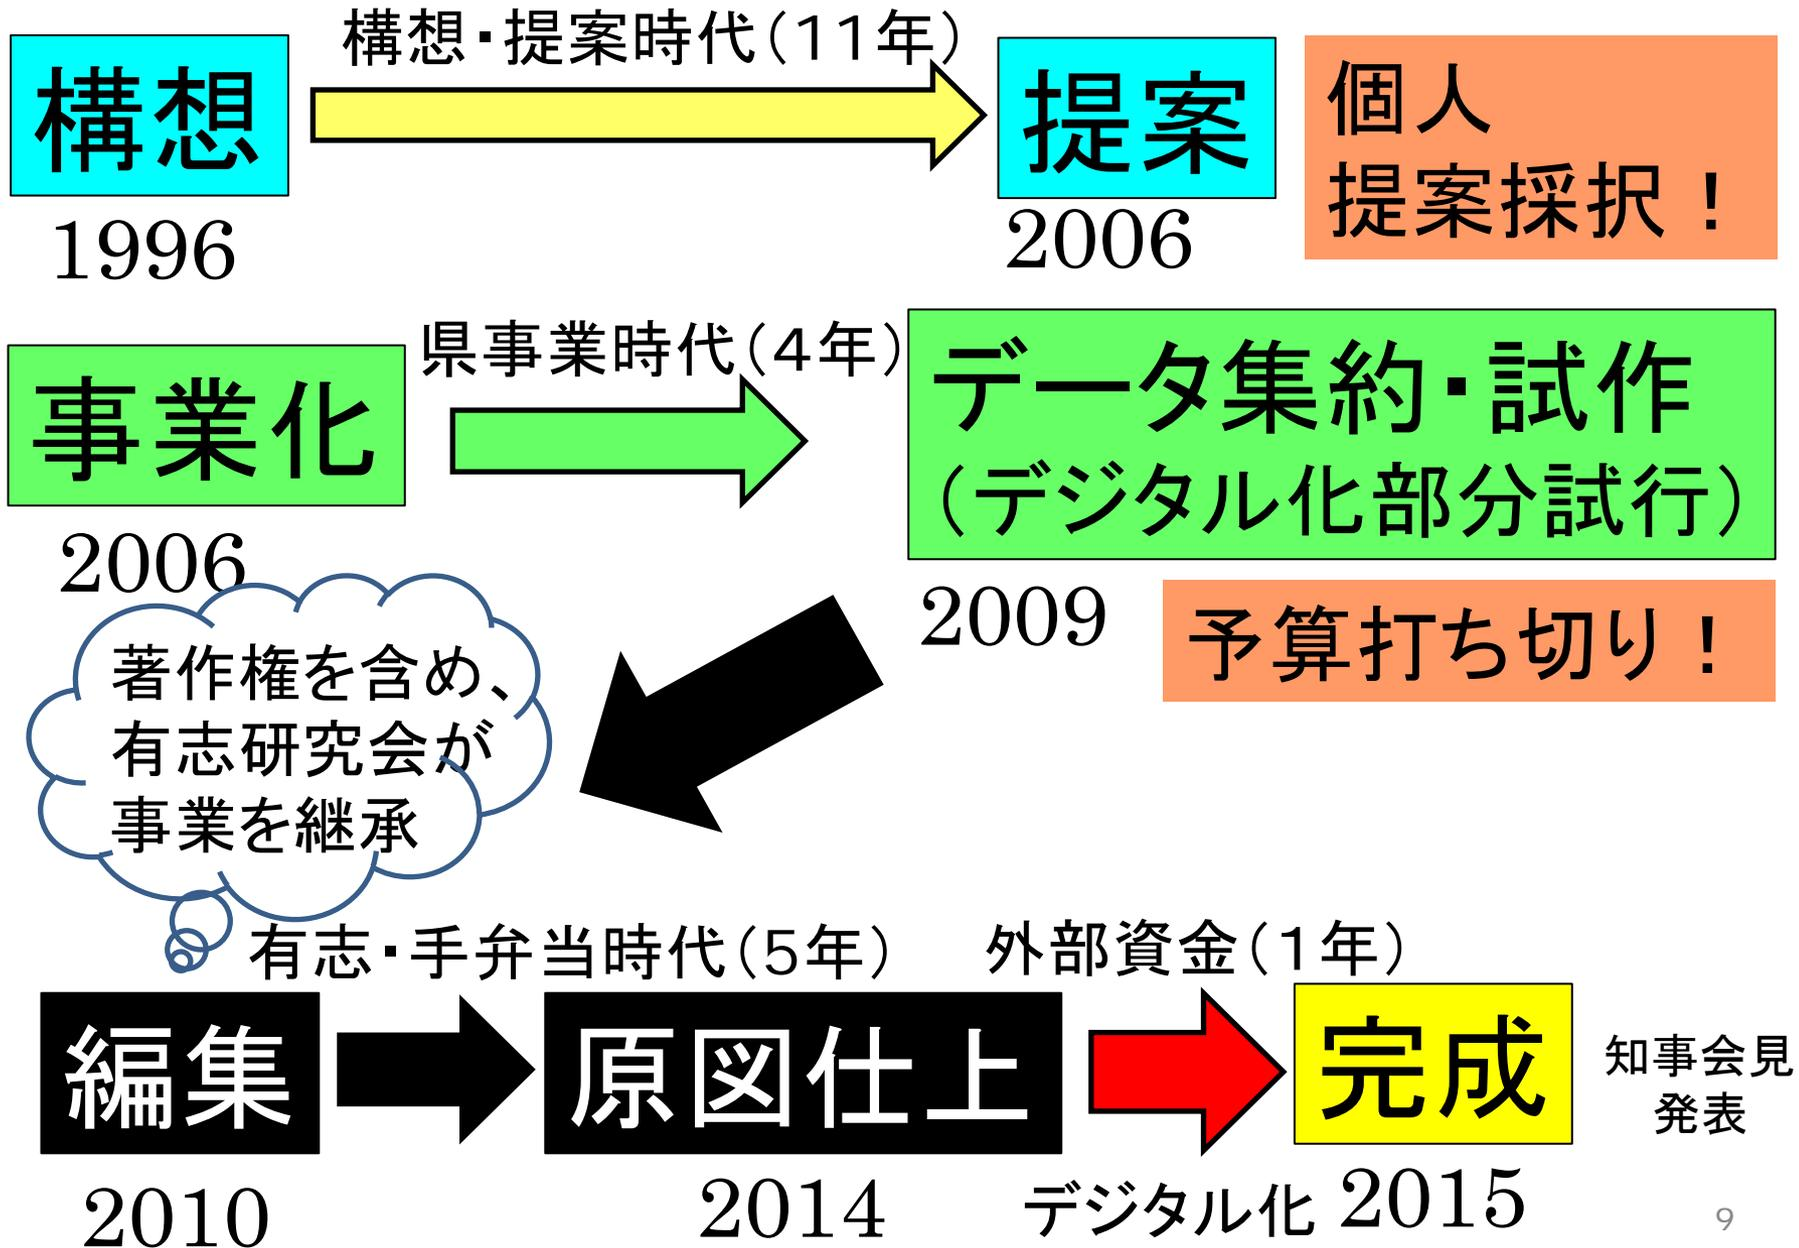 構想・提案時代（11年）
構想
提案
個人
提案採択！
1996
2006
県事業時代（4年）
事業化
データ集約・試作
（デジタル化部分試行）
2006
2009
予算打ち切り！
著作権を含め、
有志研究会が
事業を継承
有志・手弁当時代（5年）
外部資金（1年）
編集
原図仕上
完成
知事会見
発表
2010
2014
デジタル化
2015
9